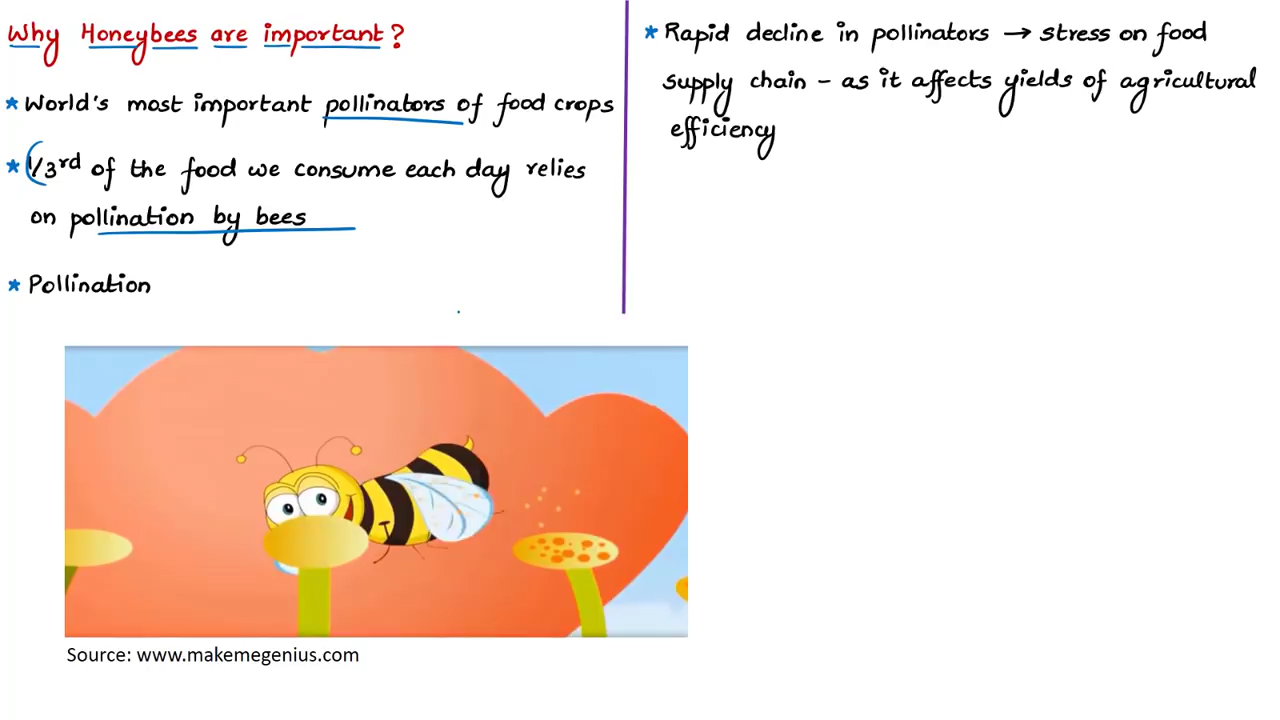 Why Honeybees are important?
* World's most important pollinators of food crops
* 1/3rd of the food we consume each day relies
on pollination by bees
* Pollination
* Rapid decline in pollinators → stress on food
supply chain - as it affects yields of agricultural
efficiency
Source: www.makemegenius.com